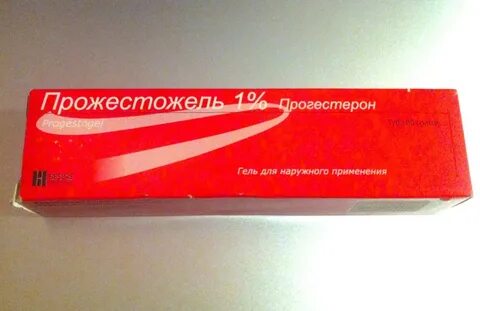 Прожестожель 1% Прогестерон
Progestogel
Гель для наружного применения